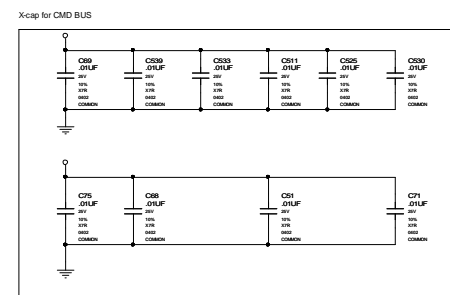 X-cap for CMD BUS
C69 C539 C533 C511 C525 C530
.01UF .01UF .01UF .01UF .01UF .01UF
25V 25V 25V 25V 25V 25V
10% 10% 10% 10% 10% 10%
X7R X7R X7R X7R X7R X7R
0402 0402 0402 0402 0402 0402
COMMON COMMON COMMON COMMON COMMON COMMON
C75 C68 C51 C71
.01UF .01UF .01UF .01UF
25V 25V 25V 25V
10% 10% 10% 10%
X7R X7R X7R X7R
0402 0402 0402 0402
COMMON COMMON COMMON COMMON